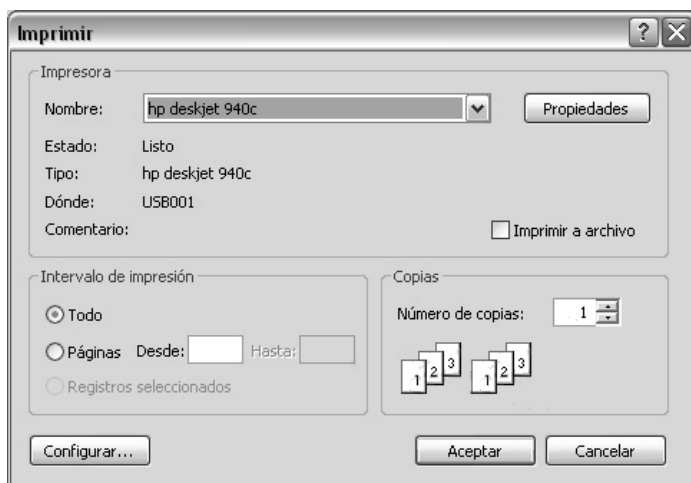 Imprimir
Impresora
Nombre: hp deskjet 940c Propiedades
Estado: Listo
Tipo: hp deskjet 940c
Dónde: USB001
Comentario: Imprimir a archivo
Intervalo de impresión
Todo
Páginas Desde: Hasta:
Registros seleccionados
Copias
Número de copias: 1
1 2 3 1 2 3
Configurar... Aceptar Cancelar